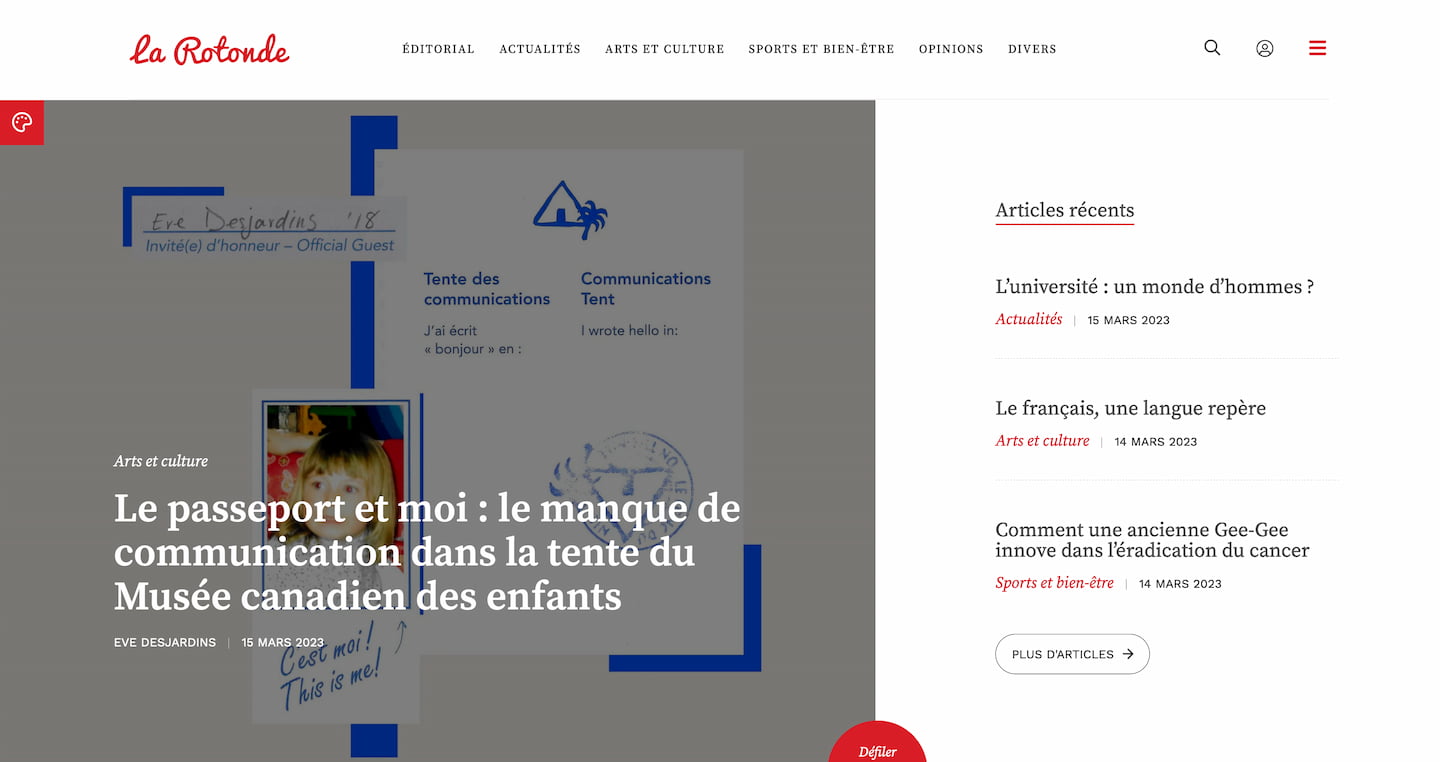 la Rotonde
ÉDITORIAL
ACTUALITÉS
ARTS ET CULTURE
SPORTS ET BIEN-ÊTRE
OPINIONS
DIVERS
Eve Desjardins '18
Invité(e) d'honneur – Official Guest
Tente des
communications
J'ai écrit
« bonjour » en :
Communications
Tent
I wrote hello in:
Arts et culture
Le passeport et moi : le manque de
communication dans la tente du
Musée canadien des enfants
EVE DESJARDINS | 15 MARS 2023
C'est moi !
This is me!
Articles récents
L'université : un monde d'hommes ?
Actualités | 15 MARS 2023
Le français, une langue repère
Arts et culture | 14 MARS 2023
Comment une ancienne Gee-Gee
innove dans l'éradication du cancer
Sports et bien-être | 14 MARS 2023
PLUS D'ARTICLES →
Défiler